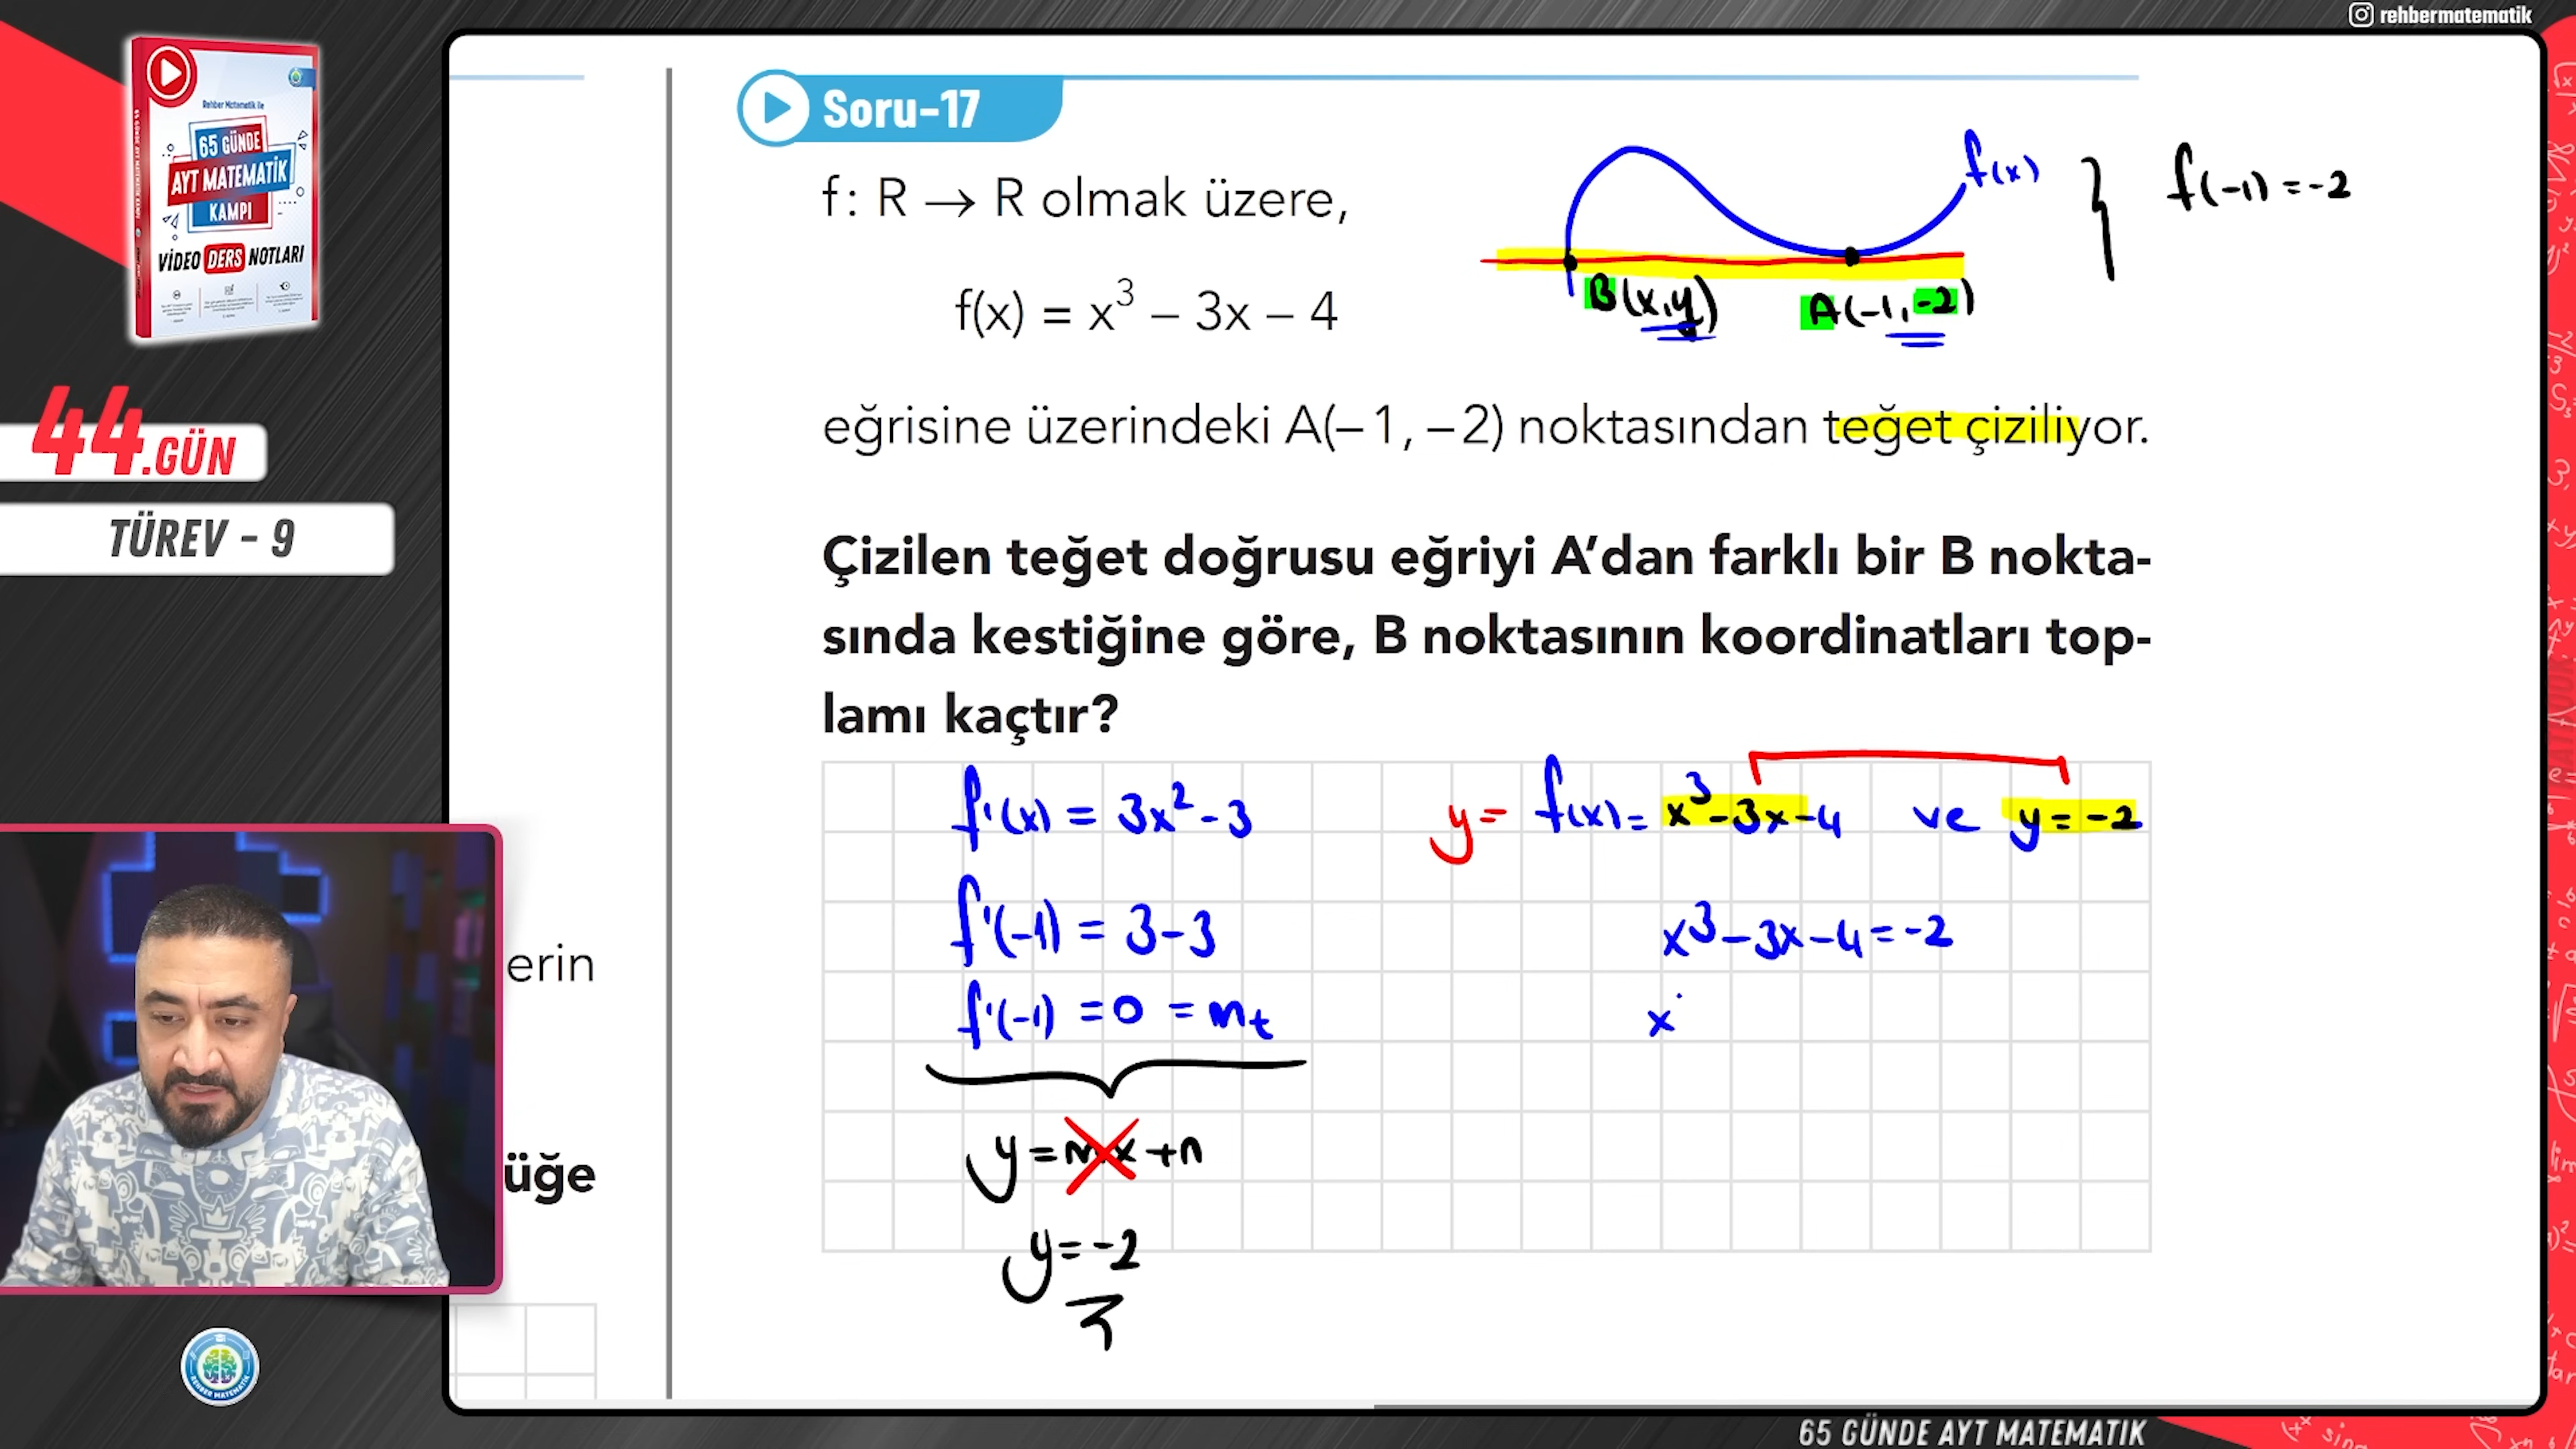 rehbermatematik
Rehber Matematik ile
65 GÜNDE
AYT MATEMATİK
KAMPI
VİDEO DERS NOTLARI
44.GÜN
TÜREV - 9
Soru-17
f : R → R olmak üzere,
f(x) = x³ – 3x – 4
eğrisine üzerindeki A(–1, –2) noktasından teğet çiziliyor.
Çizilen teğet doğrusu eğriyi A’dan farklı bir B nokta-
sında kestiğine göre, B noktasının koordinatları top-
lamı kaçtır?
f(x)
B(x,y)
A(-1,-2)
f(-1) = -2
f'(x) = 3x² - 3
f'(-1) = 3-3
f'(-1) = 0 = mt
y = mx + n
y = -2
y = f(x) = x³-3x-4 ve y = -2
x³-3x-4 = -2
x
erin
üğe
REHBER MATEMATİK
65 GÜNDE AYT MATEMATİK